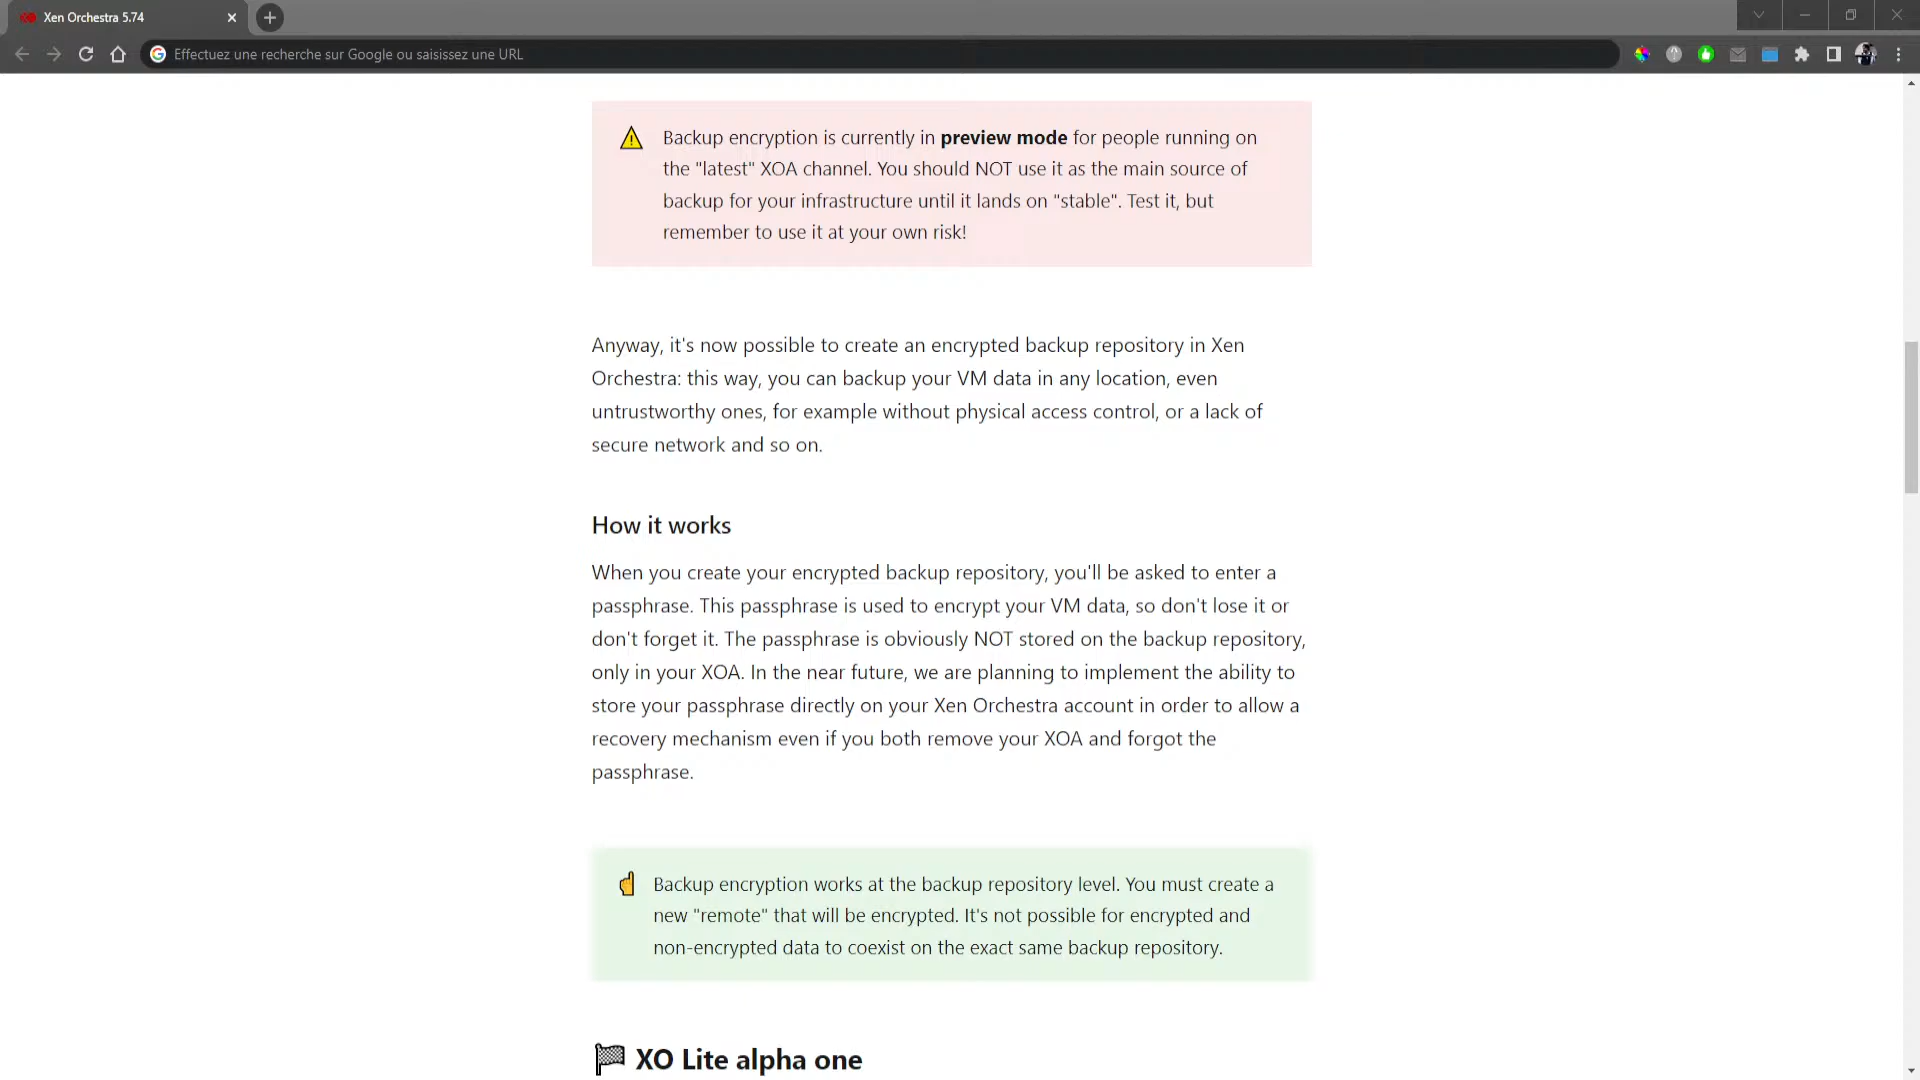 Xen Orchestra 5.74
Effectuez une recherche sur Google ou saisissez une URL
Backup encryption is currently in preview mode for people running on
the "latest" XOA channel. You should NOT use it as the main source of
backup for your infrastructure until it lands on "stable". Test it, but
remember to use it at your own risk!
Anyway, it's now possible to create an encrypted backup repository in Xen
Orchestra: this way, you can backup your VM data in any location, even
untrustworthy ones, for example without physical access control, or a lack of
secure network and so on.
How it works
When you create your encrypted backup repository, you'll be asked to enter a
passphrase. This passphrase is used to encrypt your VM data, so don't lose it or
don't forget it. The passphrase is obviously NOT stored on the backup repository,
only in your XOA. In the near future, we are planning to implement the ability to
store your passphrase directly on your Xen Orchestra account in order to allow a
recovery mechanism even if you both remove your XOA and forgot the
passphrase.
Backup encryption works at the backup repository level. You must create a
new "remote" that will be encrypted. It's not possible for encrypted and
non-encrypted data to coexist on the exact same backup repository.
XO Lite alpha one